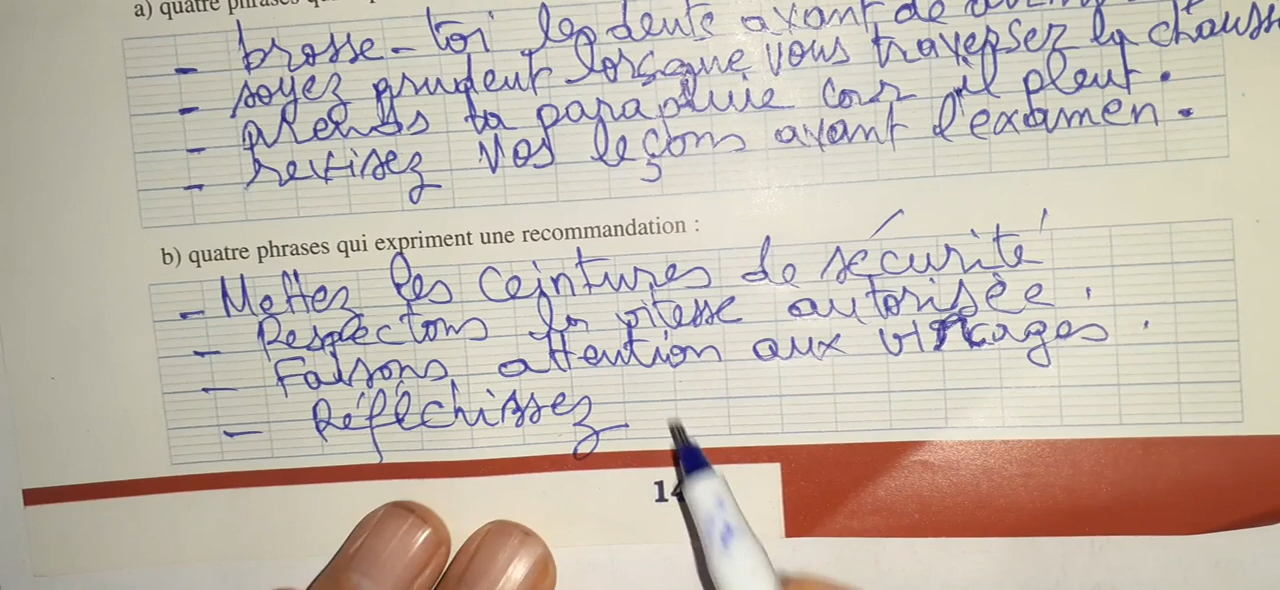 a) quatre phrases
- brosse-toi les dents avant de
- soyez prudent lorsque vous traversez la chauss
- prends ta parapluie car il pleut.
- révisez vos leçons avant l'examen.
b) quatre phrases qui expriment une recommandation :
- Mettez les ceintures de sécurité
- Respectons la vitesse autorisée.
- Faisons attention aux virages.
- Réfléchissez